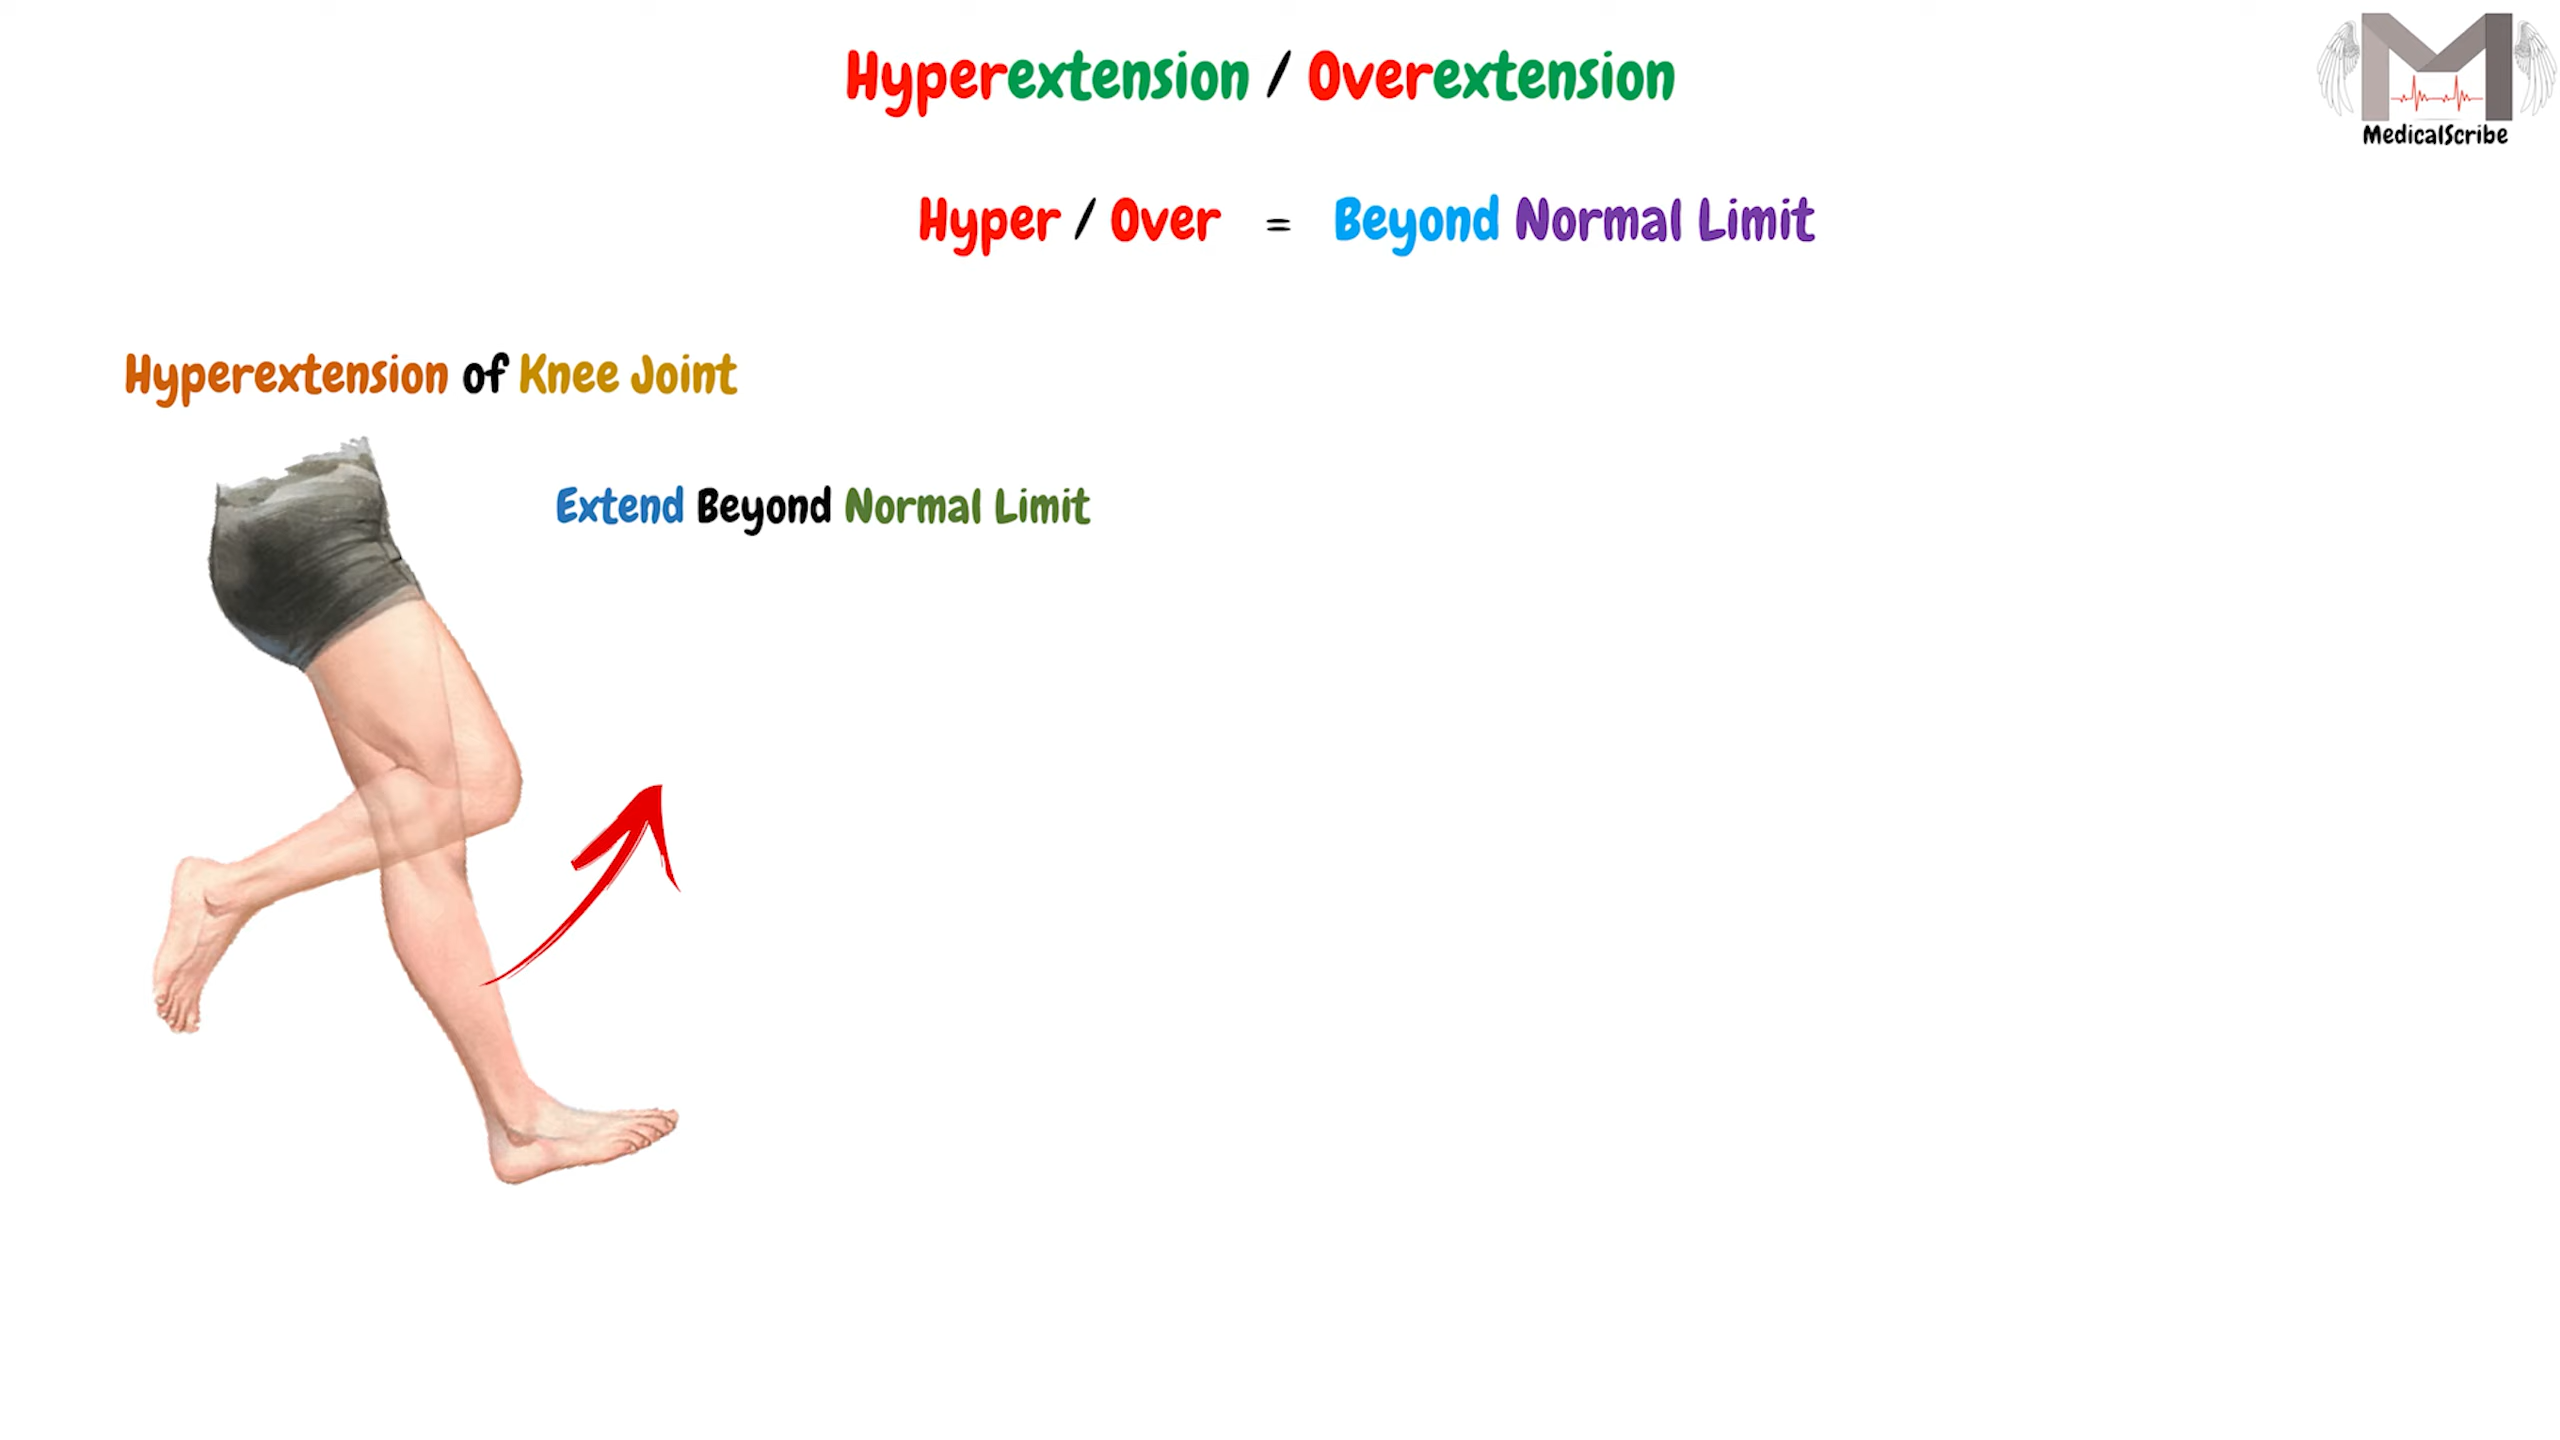 Hyperextension / Overextension
MedicalScribe
Hyper / Over = Beyond Normal Limit
Hyperextension of Knee Joint
Extend Beyond Normal Limit